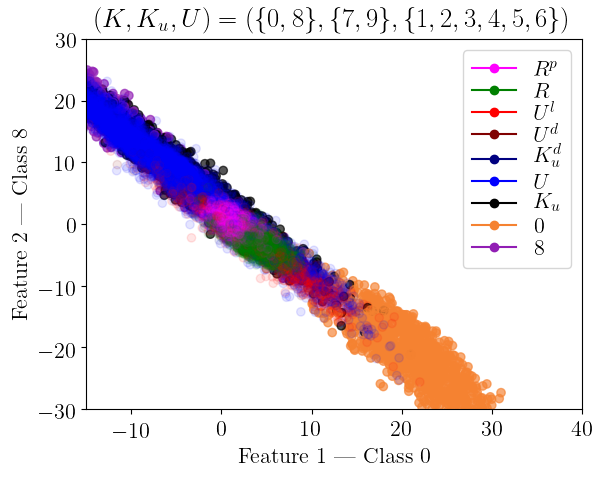 (K, K_u, U) = ({0, 8}, {7, 9}, {1, 2, 3, 4, 5, 6})
30
20
10
0
−10
−20
−30
Feature 2 — Class 8
R^p
R
U^l
U^d
K_u^d
U
K_u
0
8
−10
0
10
20
30
40
Feature 1 — Class 0